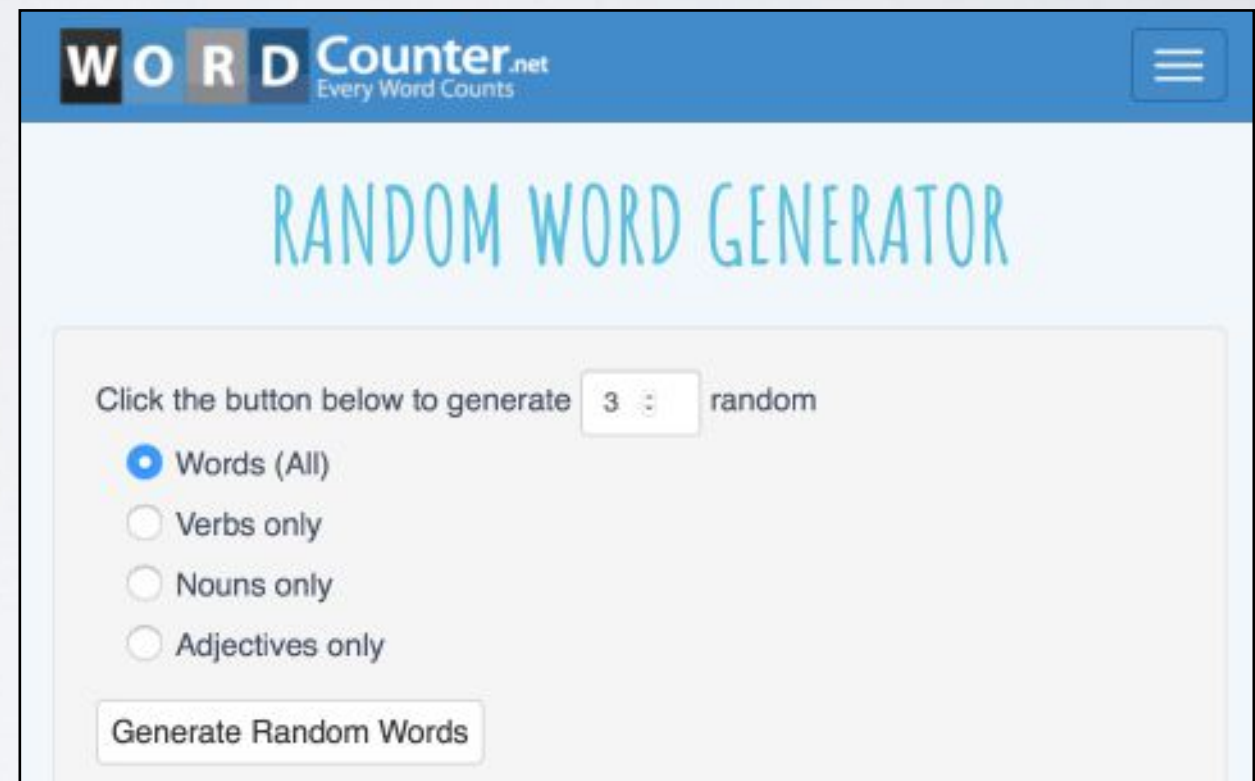 WORD Counter.net
Every Word Counts
RANDOM WORD GENERATOR
Click the button below to generate 3 random
Words (All)
Verbs only
Nouns only
Adjectives only
Generate Random Words